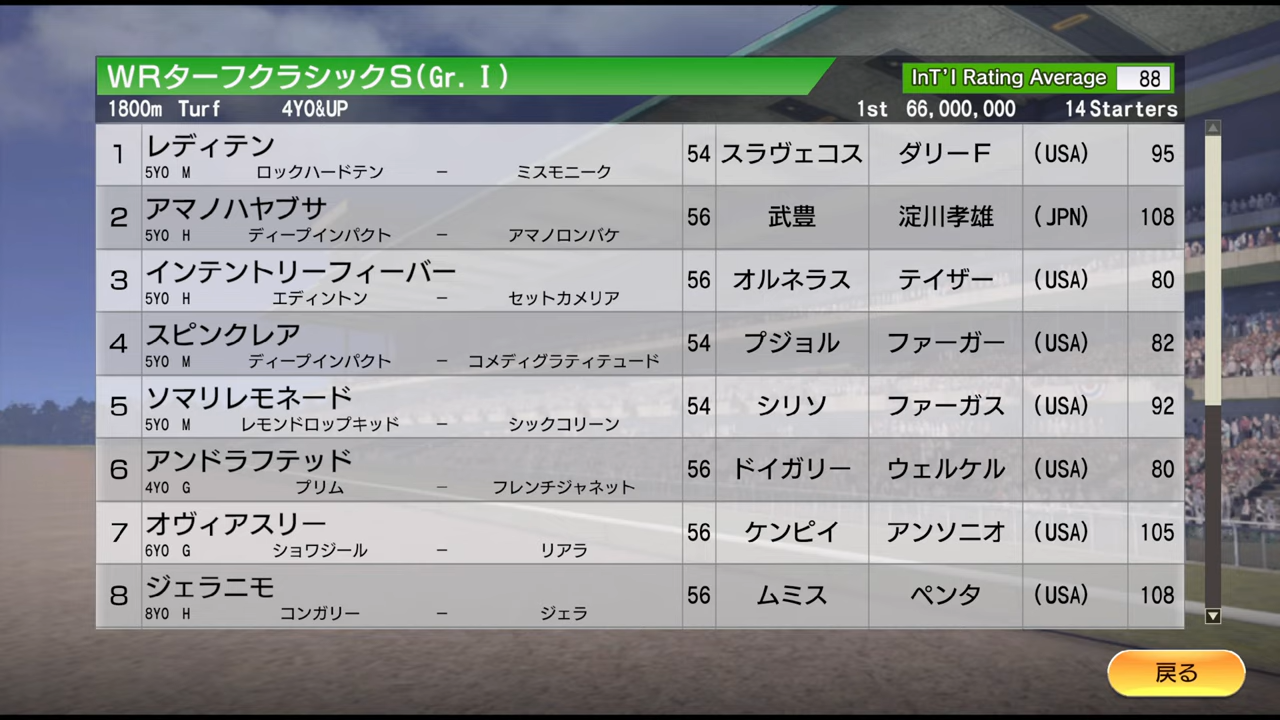 WRターフクラシックS(Gr.Ⅰ) InT'l Rating Average 88
1800m Turf 4YO&UP 1st 66,000,000 14Starters
1 レディテン 54 スラヴェコス ダリーF (USA) 95
5YO M ロックハードテン − ミスモニーク
2 アマノハヤブサ 56 武豊 淀川孝雄 (JPN) 108
5YO H ディープインパクト − アマノロンバケ
3 インテントリーフィーバー 56 オルネラス テイザー (USA) 80
5YO H エディントン − セットカメリア
4 スピンクレア 54 プジョル ファーガー (USA) 82
5YO M ディープインパクト − コメディグラティテュード
5 ソマリレモネード 54 シリソ ファーガス (USA) 92
5YO M レモンドロップキッド − シックコリーン
6 アンドラフテッド 56 ドイガリー ウェルケル (USA) 80
4YO G プリム − フレンチジャネット
7 オヴィアスリー 56 ケンピイ アンソニオ (USA) 105
6YO G ショワジール − リアラ
8 ジェラニモ 56 ムミス ペンタ (USA) 108
8YO H コンガリー − ジェラ
戻る